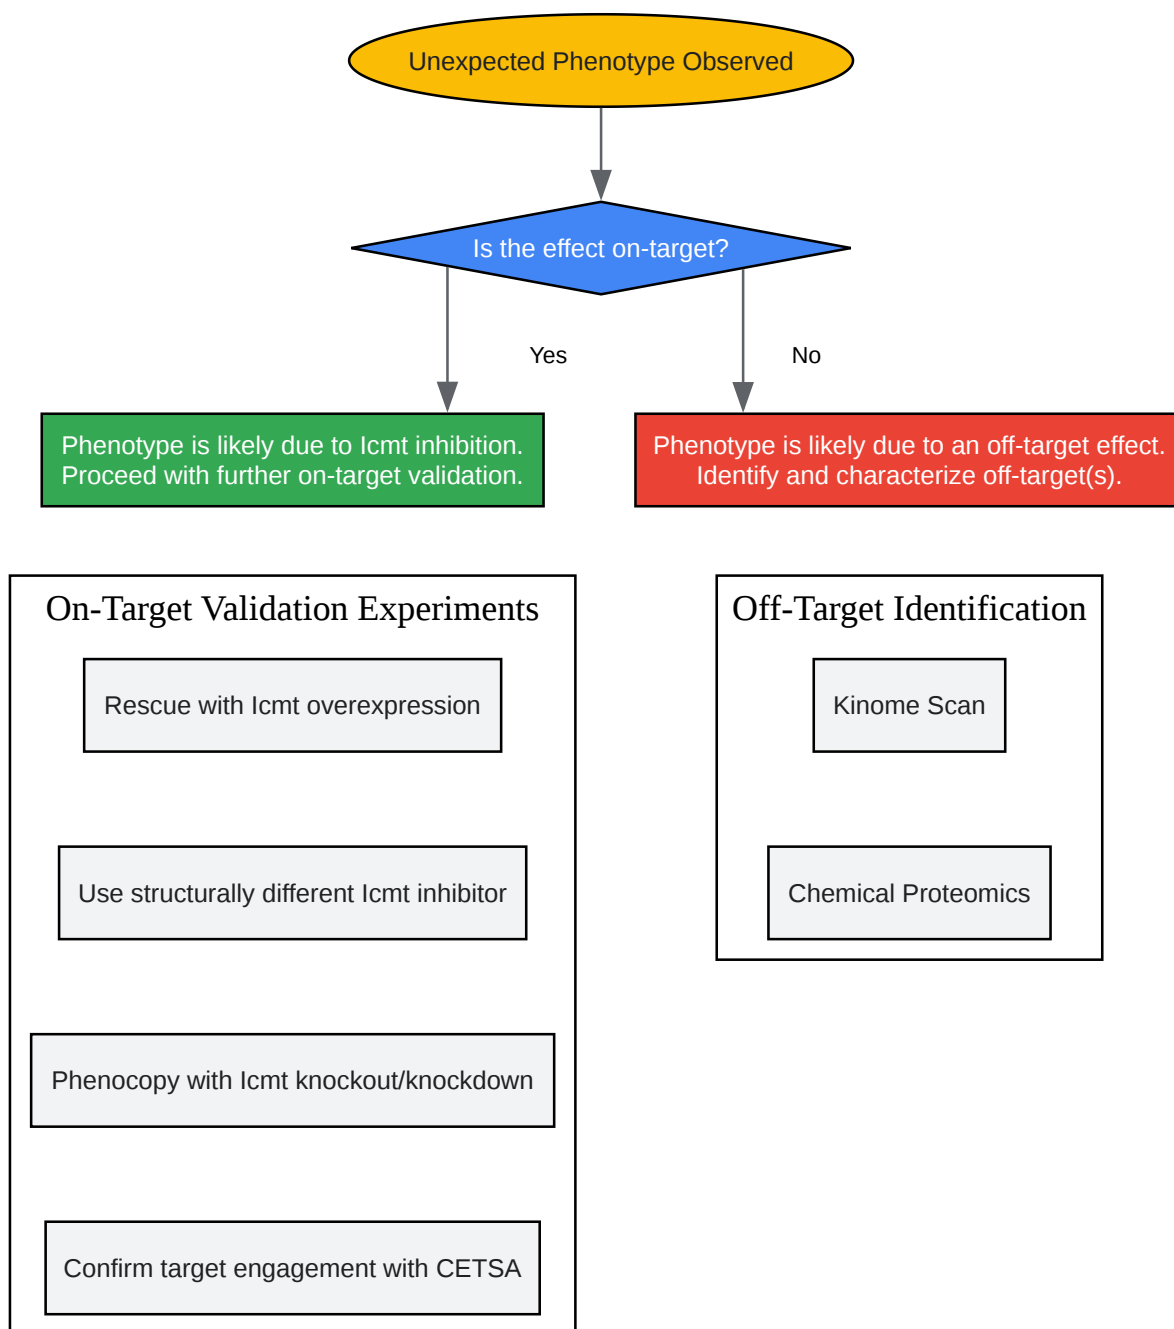 Unexpected Phenotype Observed
Is the effect on-target?
Yes
No
Phenotype is likely due to Icmt inhibition.
Proceed with further on-target validation.
Phenotype is likely due to an off-target effect.
Identify and characterize off-target(s).
On-Target Validation Experiments
Rescue with Icmt overexpression
Use structurally different Icmt inhibitor
Phenocopy with Icmt knockout/knockdown
Confirm target engagement with CETSA
Off-Target Identification
Kinome Scan
Chemical Proteomics